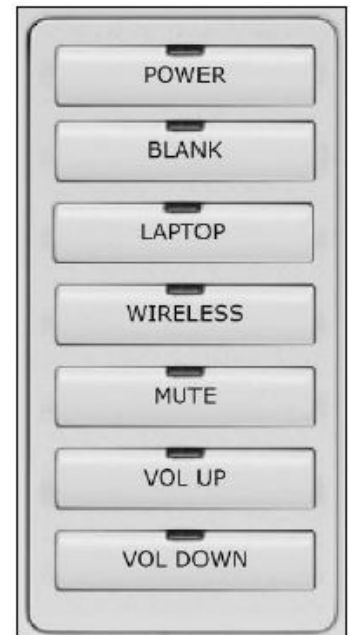 POWER
BLANK
LAPTOP
WIRELESS
MUTE
VOL UP
VOL DOWN